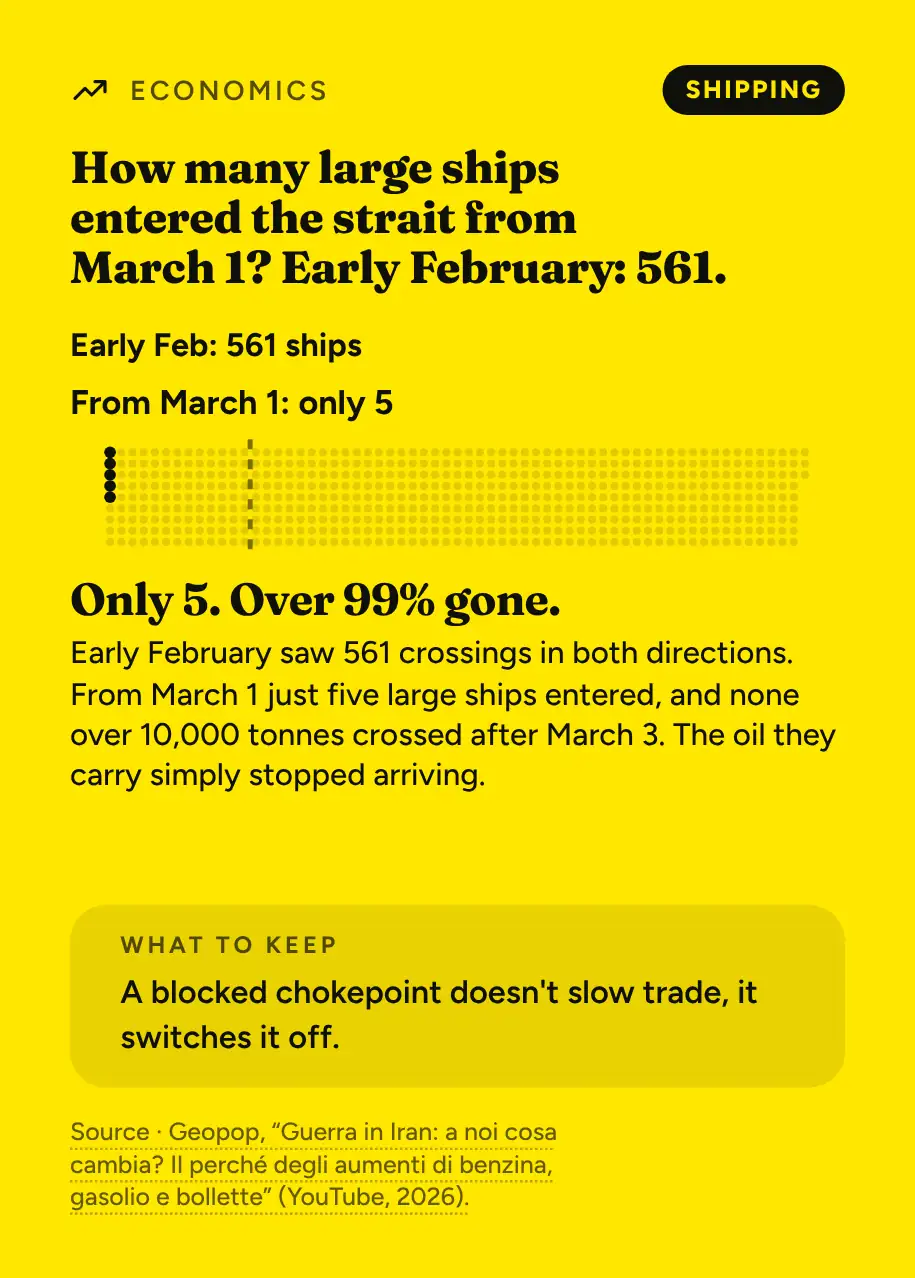 ECONOMICS
SHIPPING
How many large ships
entered the strait from
March 1? Early February: 561.
Early Feb: 561 ships
From March 1: only 5
Only 5. Over 99% gone.
Early February saw 561 crossings in both directions.
From March 1 just five large ships entered, and none
over 10,000 tonnes crossed after March 3. The oil they
carry simply stopped arriving.
WHAT TO KEEP
A blocked chokepoint doesn't slow trade, it
switches it off.
Source · Geopop, “Guerra in Iran: a noi cosa
cambia? Il perché degli aumenti di benzina,
gasolio e bollette” (YouTube, 2026).